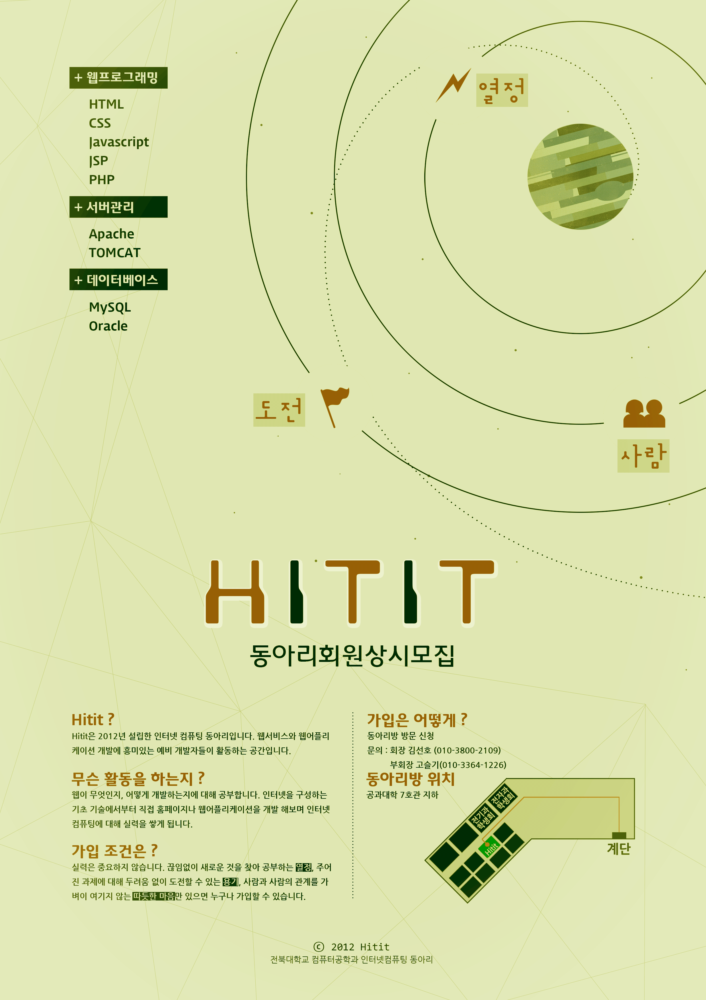 + 웹프로그래밍
HTML
CSS
Javascript
JSP
PHP
+ 서버관리
Apache
TOMCAT
+ 데이터베이스
MySQL
Oracle
열정
도전
사람
HITIT
동아리회원상시모집
Hitit ?
Hitit은 2012년 설립한 인터넷 컴퓨팅 동아리입니다. 웹서비스와 웹어플리
케이션 개발에 흥미있는 예비 개발자들이 활동하는 공간입니다.
무슨 활동을 하는지 ?
웹이 무엇인지, 어떻게 개발하는지에 대해 공부합니다. 인터넷을 구성하는
기초 기술에서부터 직접 홈페이지나 웹어플리케이션을 개발 해보며 인터넷
컴퓨팅에 대해 실력을 쌓게 됩니다.
가입 조건은 ?
실력은 중요하지 않습니다. 끊임없이 새로운 것을 찾아 공부하는 열정, 주어
진 과제에 대해 두려움 없이 도전할 수 있는 용기, 사람과 사람의 관계를 가
벼이 여기지 않는 따듯한 마음만 있으면 누구나 가입할 수 있습니다.
가입은 어떻게 ?
동아리방 방문 신청
문의 : 회장 김선호 (010-3800-2109)
부회장 고슬기(010-3364-1226)
동아리방 위치
공과대학 7호관 지하
전자과
학생회
전기과
학생회
Hitit
계단
ⓒ 2012 Hitit
전북대학교 컴퓨터공학과 인터넷컴퓨팅 동아리